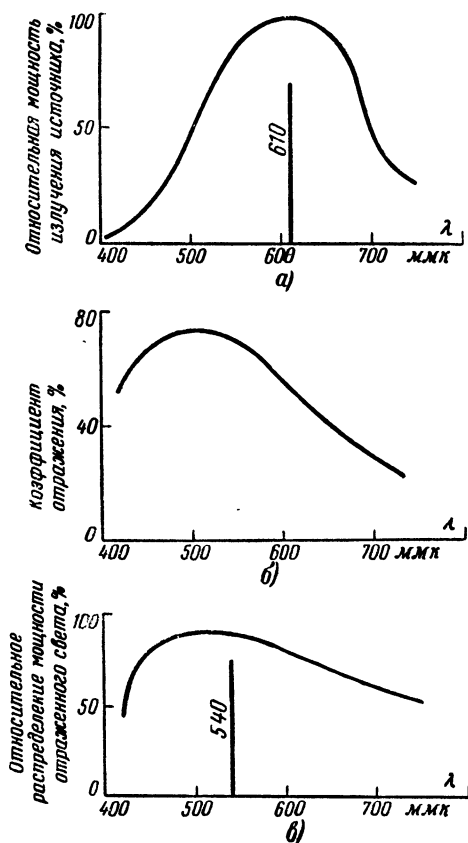 Относительная мощность
излучения источника, %
100
50
0
610
400 500 600 700 ммк
λ
а)
Коэффициент
отражения, %
80
40
0
400 500 600 700 ммк
λ
б)
Относительное
распределение мощности
отраженного света, %
100
50
0
540
400 500 600 700 ммк
λ
в)